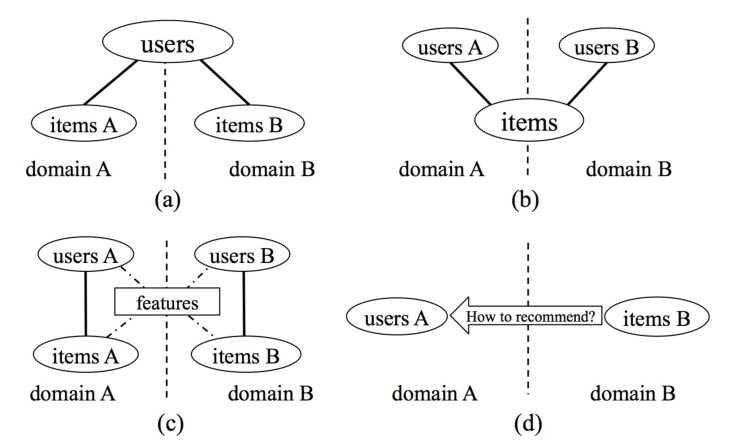 users
items A
items B
domain A
domain B
(a)
users A
users B
items
domain A
domain B
(b)
users A
users B
features
items A
items B
domain A
domain B
(c)
users A
How to recommend?
items B
domain A
domain B
(d)